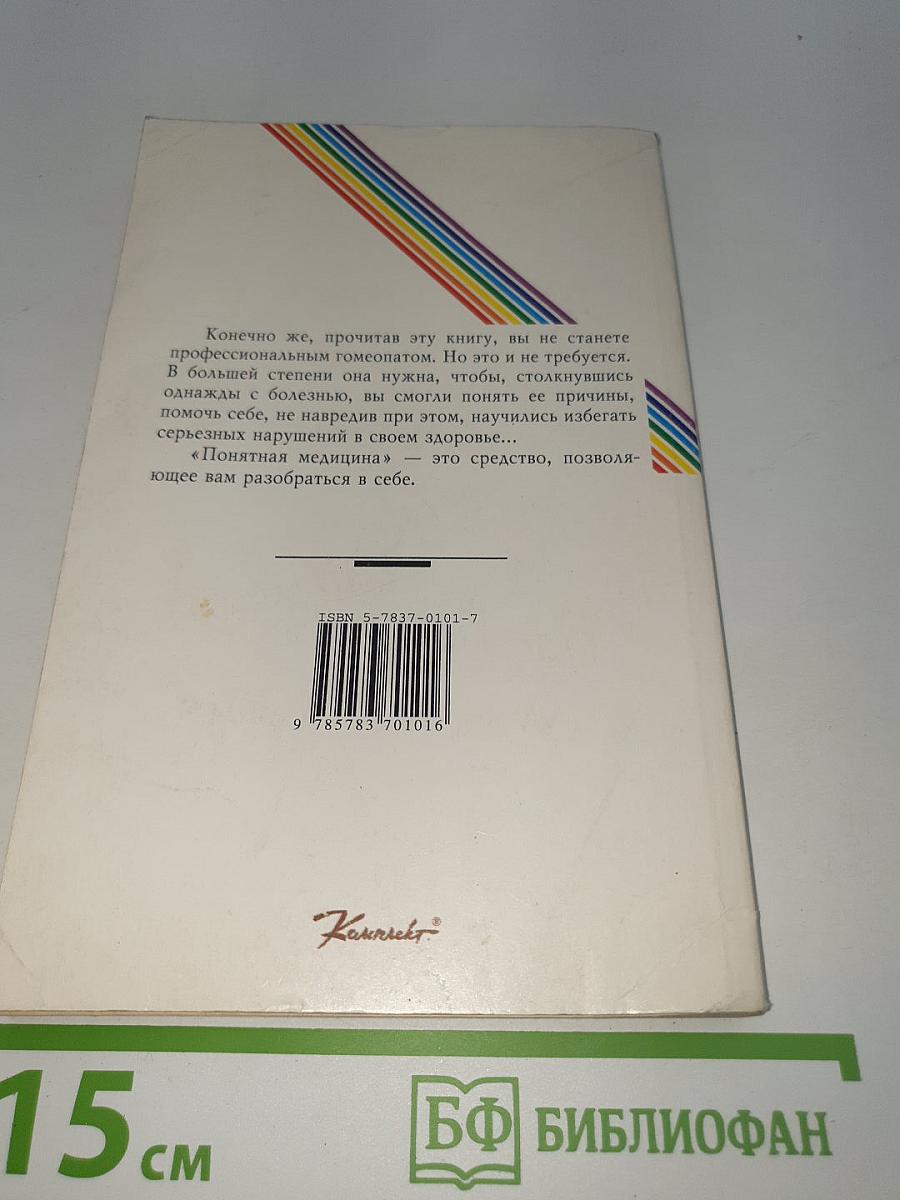 Конечно же, прочитав эту книгу, вы не станете
профессиональным гомеопатом. Но это и не требуется.
В большей степени она нужна, чтобы, столкнувшись
однажды с болезнью, вы смогли понять ее причины,
помочь себе, не навредив при этом, научились избегать
серьезных нарушений в своем здоровье...
«Понятная медицина» — это средство, позволя-
ющее вам разобраться в себе.
ISBN 5-7837-0101-7
9 785783 701016
Комплект®
15 см
БФ БИБЛИОФАН